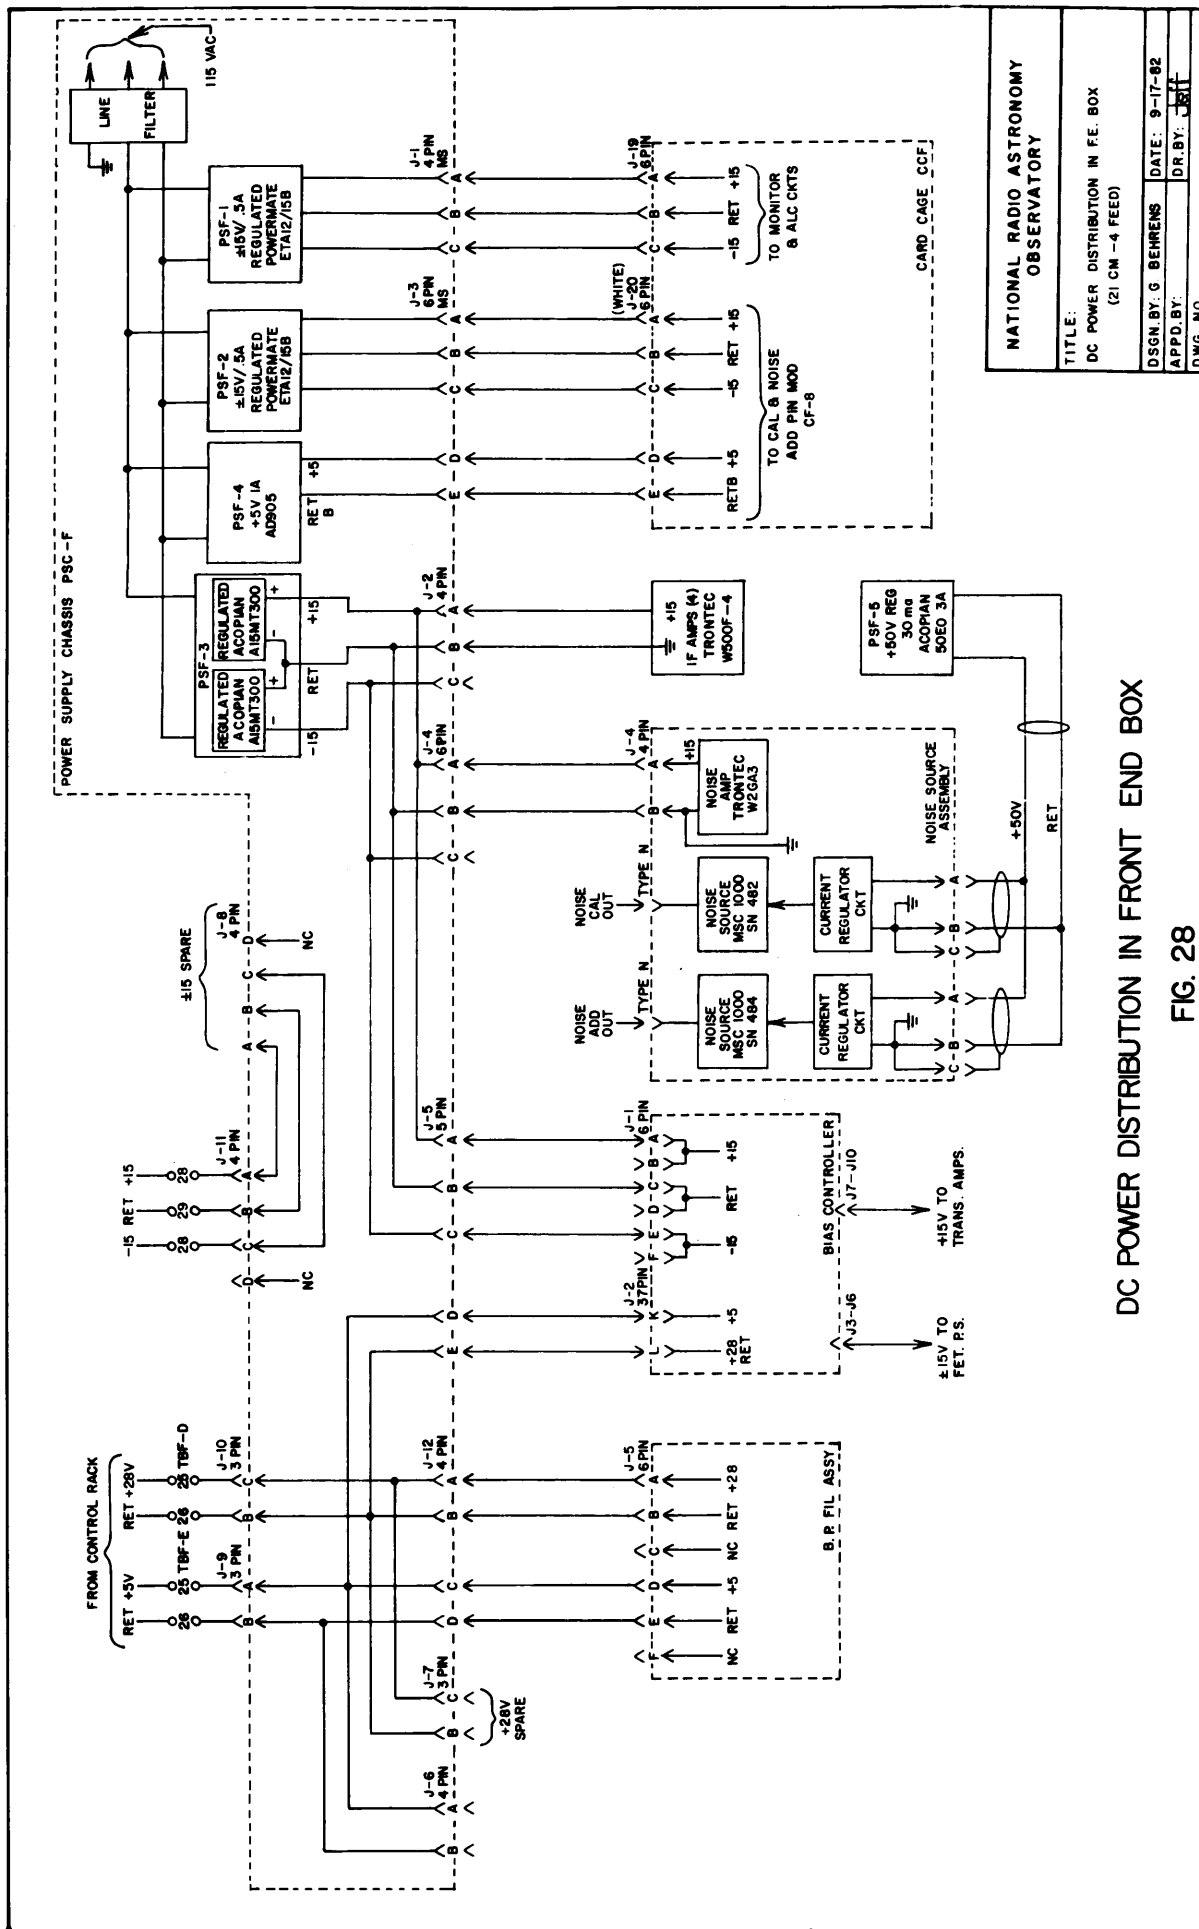 POWER SUPPLY CHASSIS PSC-F
LINE
FILTER
115 VAC
PSF-1
±15V/.5A
REGULATED
POWERMATE
ETA12/15B
PSF-2
±15V/.5A
REGULATED
POWERMATE
ETA12/15B
PSF-4
+5V 1A
AD905
RET
B
+5
PSF-3
REGULATED
ACOPIAN
A15MT300
REGULATED
ACOPIAN
A15MT300
- + - +
-15 RET +15
J-1
4 PIN
MS
A
B
C
J-3
6 PIN
MS
A
B
C
D
E
J-2
4 PIN
A
B
C
J-4
6 PIN
A
B
C
J-19
6 PIN
A
B
C
-15 RET +15
TO MONITOR
& ALC CKTS
(WHITE)
J-20
6 PIN
A
B
C
D
E
RETB +5 -15 RET +15
TO CAL & NOISE
ADD PIN MOD
CF-8
CARD CAGE CCF
+15
IF AMPS (4)
TRONTEC
W500F-4
PSF-5
+50V REG
30 ma
ACOPIAN
50EO 3A
J-4
4 PIN
A
B
+15
NOISE
AMP
TRONTEC
W2GA3
NOISE SOURCE
ASSEMBLY
+50V
RET
NOISE
CAL
OUT
TYPE N
NOISE
SOURCE
MSC 1000
SN 482
CURRENT
REGULATOR
CKT
C B A
NOISE
ADD
OUT
TYPE N
NOISE
SOURCE
MSC 1000
SN 484
CURRENT
REGULATOR
CKT
C B A
±15 SPARE
J-8
4 PIN
A B C D
NC
-15 RET +15
28 29 28
J-11
4 PIN
D C B A
NC
J-5
5 PIN
E D C B A
J-1
6 PIN
F E D C B A
-15 RET +15
J-2
37 PIN
L K
+28
RET
+5
BIAS CONTROLLER
J3-J6
J7-J10
±15V TO
FET. P.S.
+15V TO
TRANS. AMPS.
FROM CONTROL RACK
RET +5V RET +28V
26 25 TBF-E 26 25 TBF-D
J-9
3 PIN
B A
J-10
3 PIN
B C
J-12
4 PIN
D C B A
J-5
6 PIN
F E D C B A
NC RET +5 NC RET +28
B.P. FIL ASSY.
J-7
3 PIN
B C
+28V
SPARE
J-6
4 PIN
B A
NATIONAL RADIO ASTRONOMY
OBSERVATORY
TITLE:
DC POWER DISTRIBUTION IN F.E. BOX
(21 CM -4 FEED)
DSGN. BY: G BEHRENS DATE: 9-17-82
APPD. BY: DR. BY:
DWG. NO.
DC POWER DISTRIBUTION IN FRONT END BOX
FIG. 28